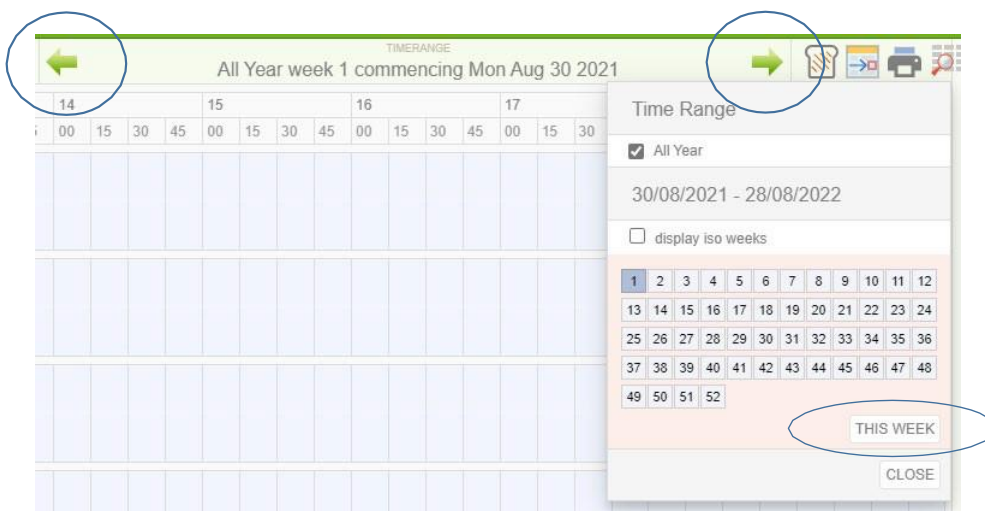 TIMERANGE
All Year week 1 commencing Mon Aug 30 2021
14 15 16 17
00 15 30 45 00 15 30 45 00 15 30 45 00 15 30
Time Range
All Year
30/08/2021 - 28/08/2022
display iso weeks
1 2 3 4 5 6 7 8 9 10 11 12
13 14 15 16 17 18 19 20 21 22 23 24
25 26 27 28 29 30 31 32 33 34 35 36
37 38 39 40 41 42 43 44 45 46 47 48
49 50 51 52
THIS WEEK
CLOSE